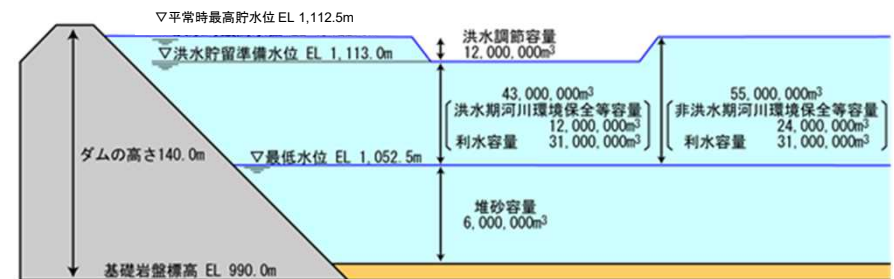 ▽平常時最高貯水位 EL 1,112.5m
▽洪水貯留準備水位 EL 1,113.0m
洪水調節容量
12,000,000m³
43,000,000m³
洪水期河川環境保全等容量
12,000,000m³
利水容量 31,000,000m³
55,000,000m³
非洪水期河川環境保全等容量
24,000,000m³
利水容量 31,000,000m³
ダムの高さ140.0m
▽最低水位 EL 1,052.5m
堆砂容量
6,000,000m³
基礎岩盤標高 EL 990.0m